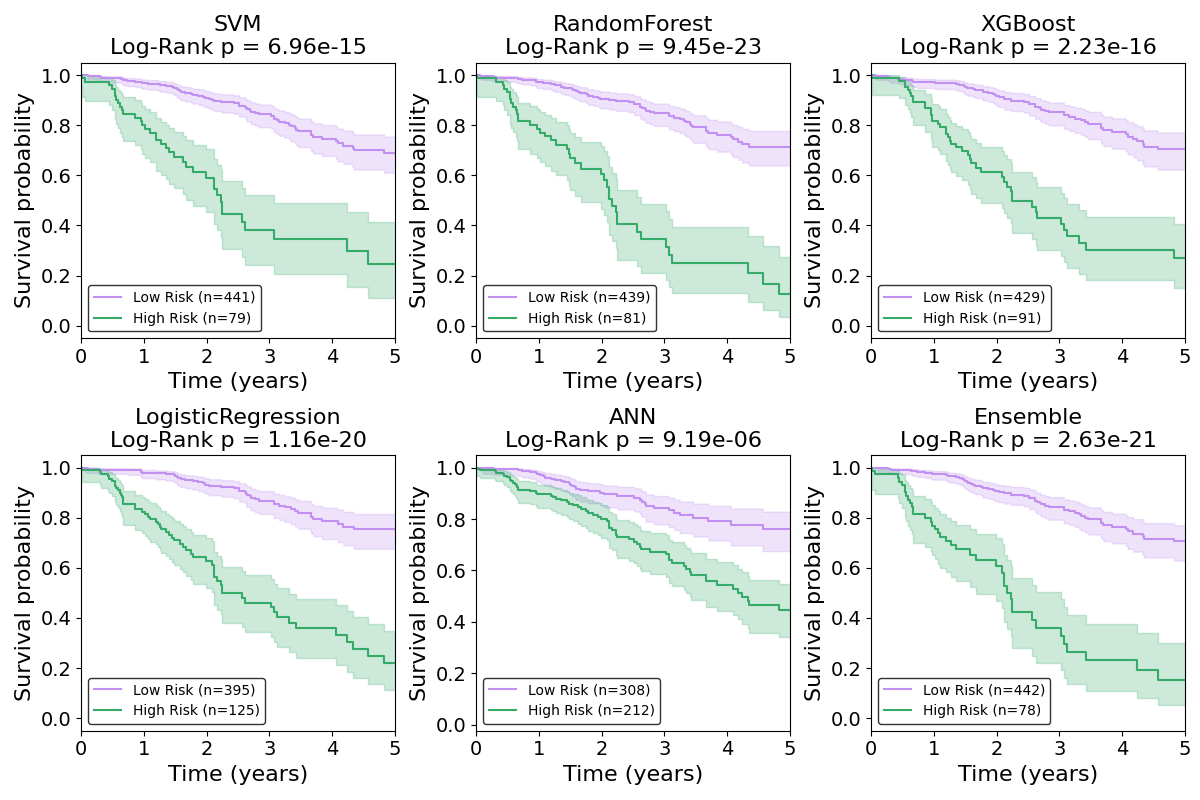 SVM
Log-Rank p = 6.96e-15
Survival probability
1.0
0.8
0.6
0.4
0.2
0.0
Low Risk (n=441)
High Risk (n=79)
0 1 2 3 4 5
Time (years)
RandomForest
Log-Rank p = 9.45e-23
Survival probability
1.0
0.8
0.6
0.4
0.2
0.0
Low Risk (n=439)
High Risk (n=81)
0 1 2 3 4 5
Time (years)
XGBoost
Log-Rank p = 2.23e-16
Survival probability
1.0
0.8
0.6
0.4
0.2
0.0
Low Risk (n=429)
High Risk (n=91)
0 1 2 3 4 5
Time (years)
LogisticRegression
Log-Rank p = 1.16e-20
Survival probability
1.0
0.8
0.6
0.4
0.2
0.0
Low Risk (n=395)
High Risk (n=125)
0 1 2 3 4 5
Time (years)
ANN
Log-Rank p = 9.19e-06
Survival probability
1.0
0.8
0.6
0.4
0.2
0.0
Low Risk (n=308)
High Risk (n=212)
0 1 2 3 4 5
Time (years)
Ensemble
Log-Rank p = 2.63e-21
Survival probability
1.0
0.8
0.6
0.4
0.2
0.0
Low Risk (n=442)
High Risk (n=78)
0 1 2 3 4 5
Time (years)